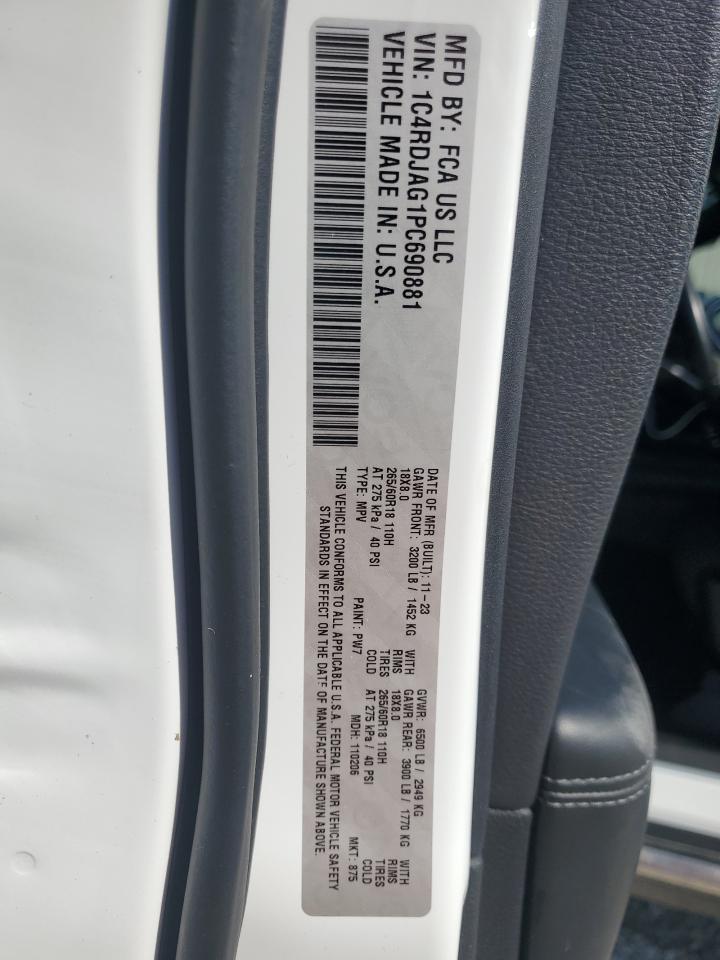 MFD BY: FCA US LLC
VIN: 1C4RDJAG1PC690881
VEHICLE MADE IN: U.S.A.
DATE OF MFR (BUILT): 11-23 GVWR: 6500 LB / 2949 KG
GAWR FRONT: 3200 LB / 1452 KG WITH GAWR REAR: 3900 LB / 1770 KG WITH
18X8.0 RIMS 18X8.0 RIMS
265/60R18 110H TIRES 265/60R18 110H TIRES
AT 275 kPa / 40 PSI COLD AT 275 kPa / 40 PSI COLD
TYPE: MPV PAINT: PW7 MDH: 110206 MKT: 875
THIS VEHICLE CONFORMS TO ALL APPLICABLE U.S.A. FEDERAL MOTOR VEHICLE SAFETY
STANDARDS IN EFFECT ON THE DATE OF MANUFACTURE SHOWN ABOVE.